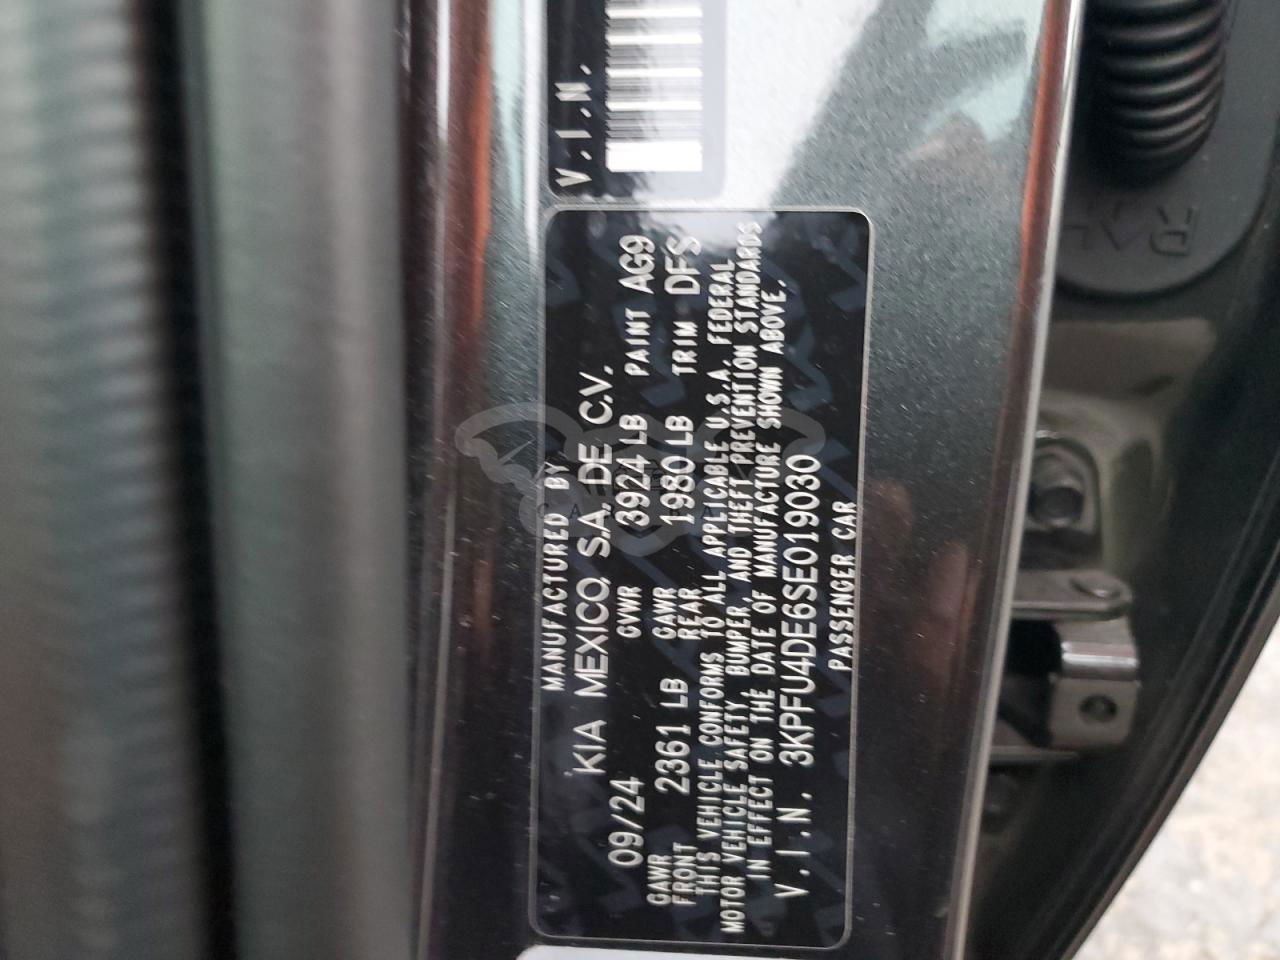 V.I.N.
MANUFACTURED BY
KIA MEXICO, S.A. DE C.V.
09/24 GVWR 3924 LB PAINT AG9
GAWR FRONT 2361 LB GAWR REAR 1980 LB TRIM DFS
THIS VEHICLE CONFORMS TO ALL APPLICABLE U.S.A. FEDERAL
MOTOR VEHICLE SAFETY, BUMPER, AND THEFT PREVENTION STANDARDS
IN EFFECT ON THE DATE OF MANUFACTURE SHOWN ABOVE.
V.I.N. 3KPFU4DE6SE019030
PASSENGER CAR